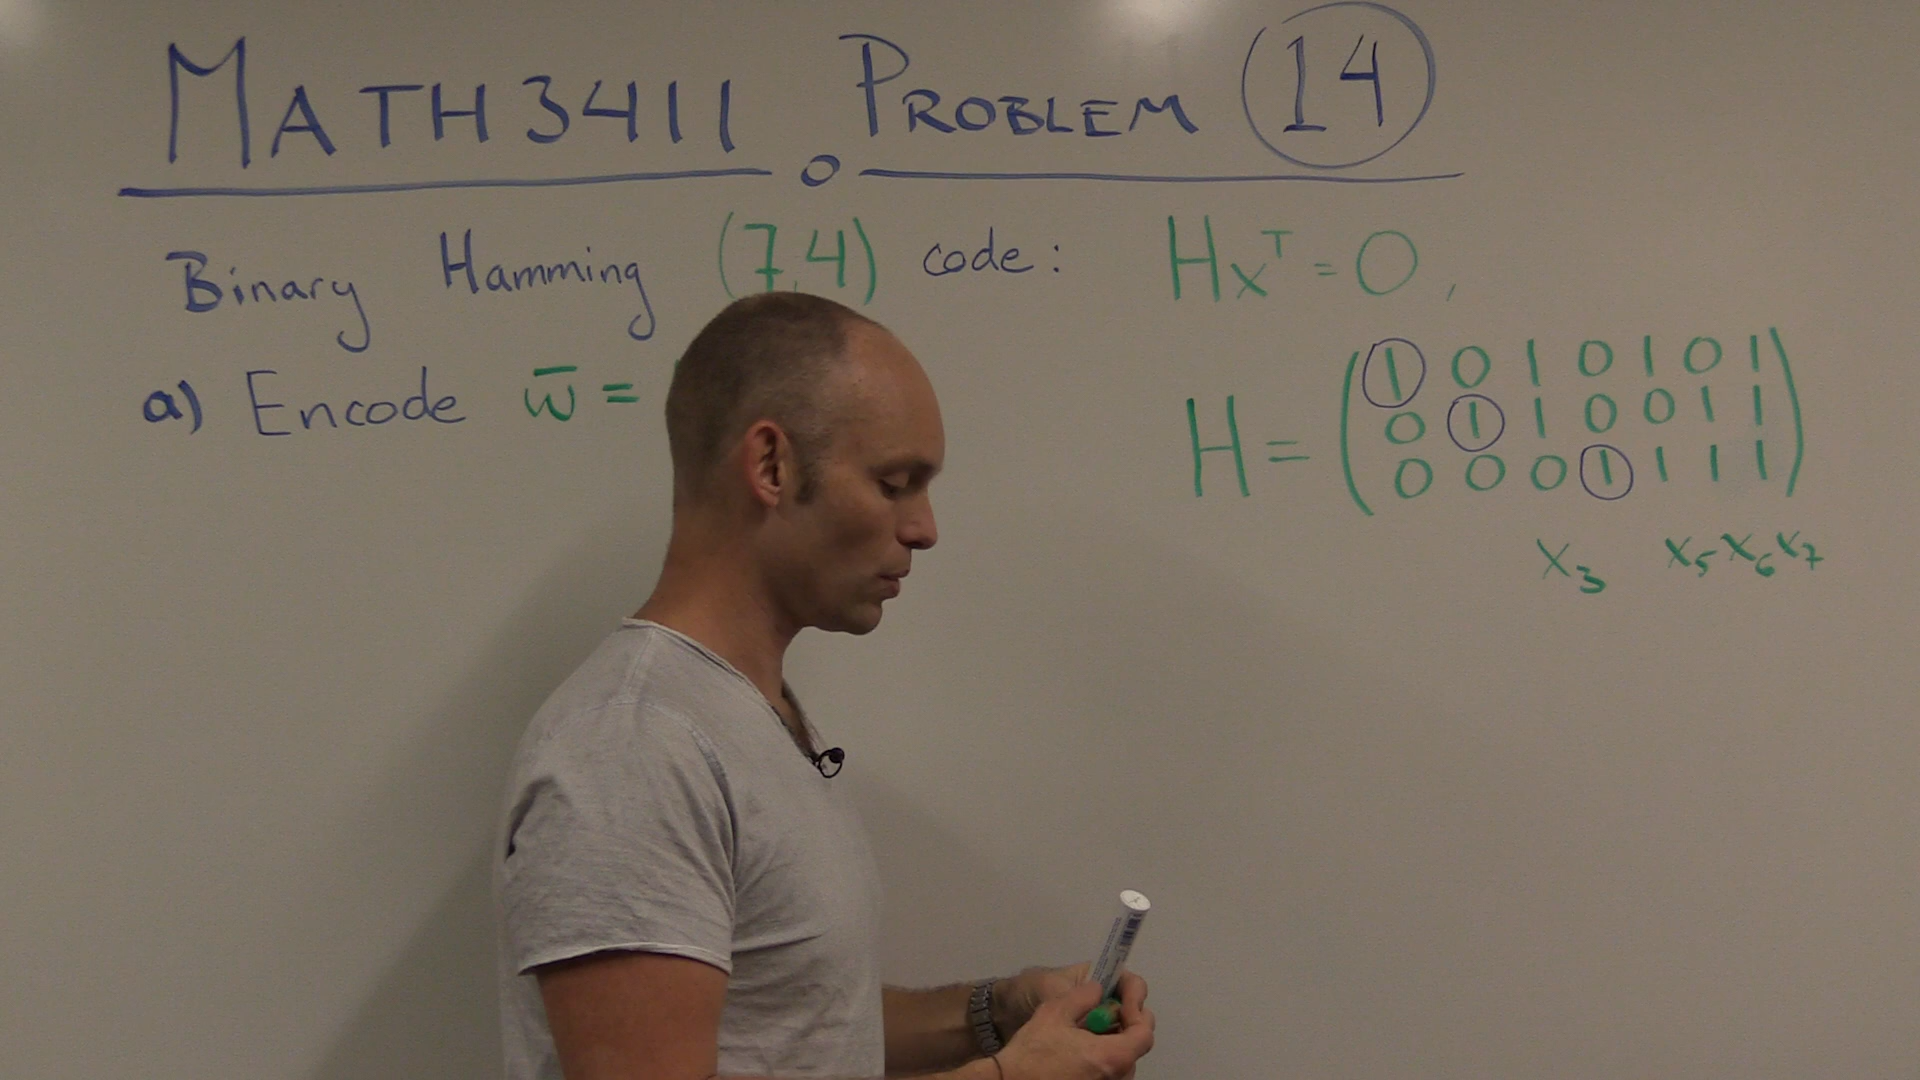 MATH3411 PROBLEM 14
Binary Hamming (7,4) code: Hx^T = 0,
a) Encode w̄ =
H = ( 1 0 1 0 1 0 1
0 1 1 0 0 1 1
0 0 0 1 1 1 1 )
x₃ x₅ x₆ x₇